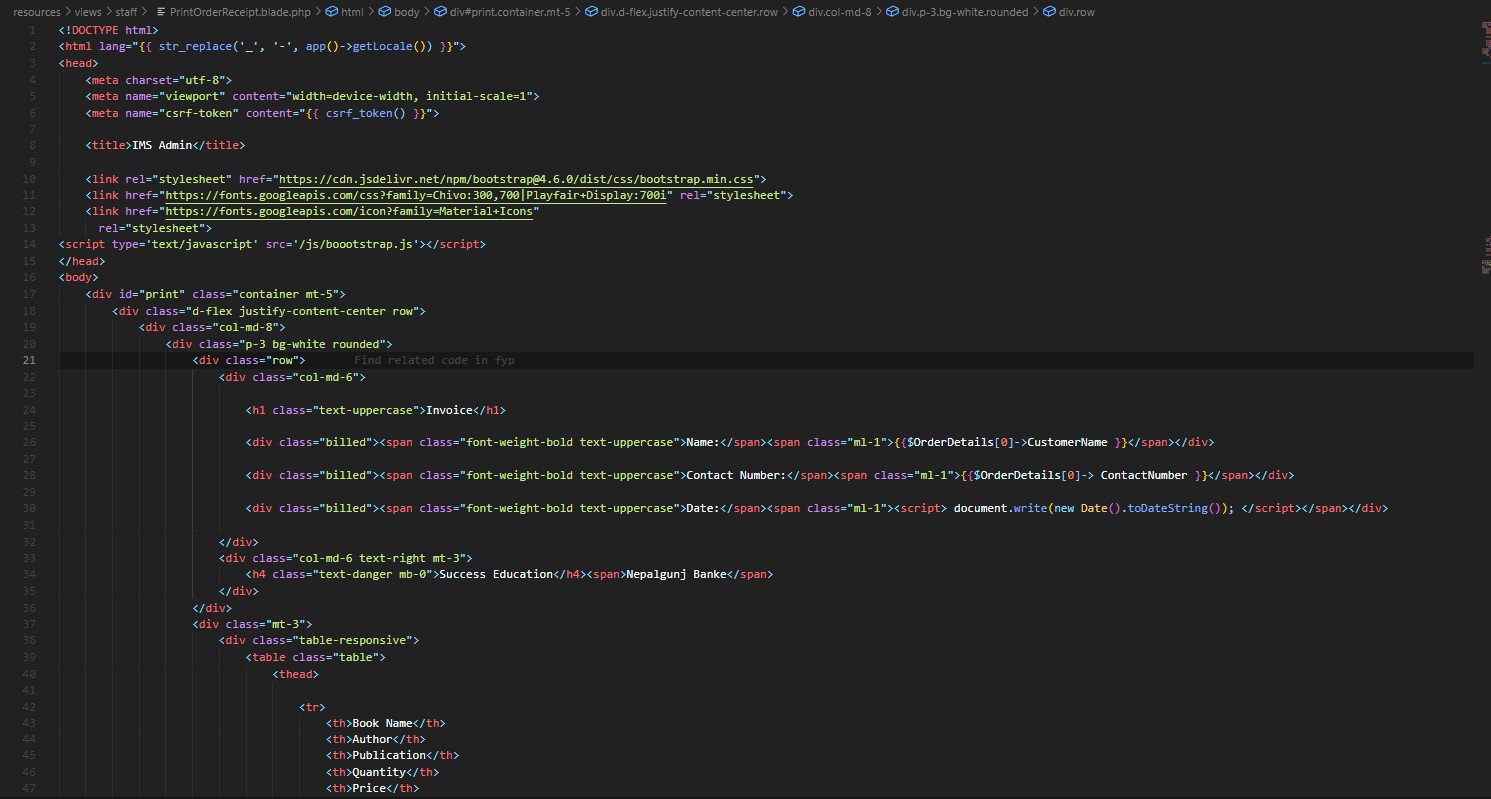 resources > views > staff > PrintOrderReceipt.blade.php > html > body > div#print.container.mt-5 > div.d-flex.justify-content-center.row > div.col-md-8 > div.p-3.bg-white.rounded > div.row
1 <!DOCTYPE html>
2 <html lang="{{ str_replace('_', '-', app()->getLocale()) }}">
3 <head>
4 <meta charset="utf-8">
5 <meta name="viewport" content="width=device-width, initial-scale=1">
6 <meta name="csrf-token" content="{{ csrf_token() }}">
7
8 <title>IMS Admin</title>
9
10 <link rel="stylesheet" href="https://cdn.jsdelivr.net/npm/bootstrap@4.6.0/dist/css/bootstrap.min.css">
11 <link href="https://fonts.googleapis.com/css?family=Chivo:300,700|Playfair+Display:700i" rel="stylesheet">
12 <link href="https://fonts.googleapis.com/icon?family=Material+Icons"
13 rel="stylesheet">
14 <script type='text/javascript' src='/js/boootstrap.js'></script>
15 </head>
16 <body>
17 <div id="print" class="container mt-5">
18 <div class="d-flex justify-content-center row">
19 <div class="col-md-8">
20 <div class="p-3 bg-white rounded">
21 <div class="row"> Find related code in fyp
22 <div class="col-md-6">
23
24 <h1 class="text-uppercase">Invoice</h1>
25
26 <div class="billed"><span class="font-weight-bold text-uppercase">Name:</span><span class="ml-1">{{$OrderDetails[0]->CustomerName }}</span></div>
27
28 <div class="billed"><span class="font-weight-bold text-uppercase">Contact Number:</span><span class="ml-1">{{$OrderDetails[0]-> ContactNumber }}</span></div>
29
30 <div class="billed"><span class="font-weight-bold text-uppercase">Date:</span><span class="ml-1"><script> document.write(new Date().toDateString()); </script></span></div>
31
32 </div>
33 <div class="col-md-6 text-right mt-3">
34 <h4 class="text-danger mb-0">Success Education</h4><span>Nepalgunj Banke</span>
35 </div>
36 </div>
37 <div class="mt-3">
38 <div class="table-responsive">
39 <table class="table">
40 <thead>
41
42 <tr>
43 <th>Book Name</th>
44 <th>Author</th>
45 <th>Publication</th>
46 <th>Quantity</th>
47 <th>Price</th>